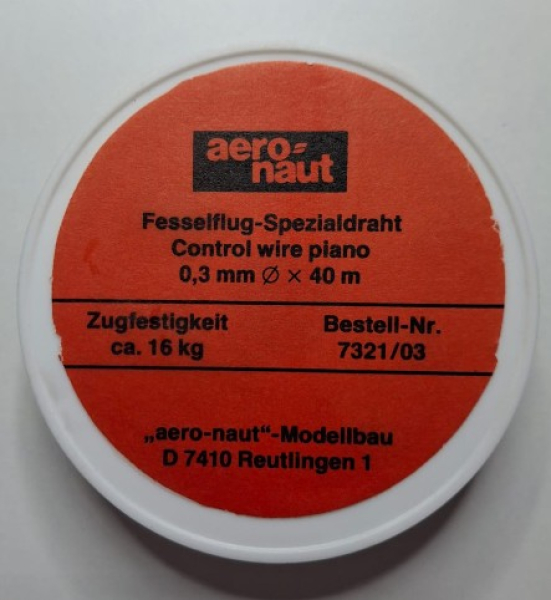 aero=
naut
Fesselflug-Spezialdraht
Control wire piano
0,3 mm Ø × 40 m
Zugfestigkeit Bestell-Nr.
ca. 16 kg 7321/03
„aero-naut“-Modellbau
D 7410 Reutlingen 1